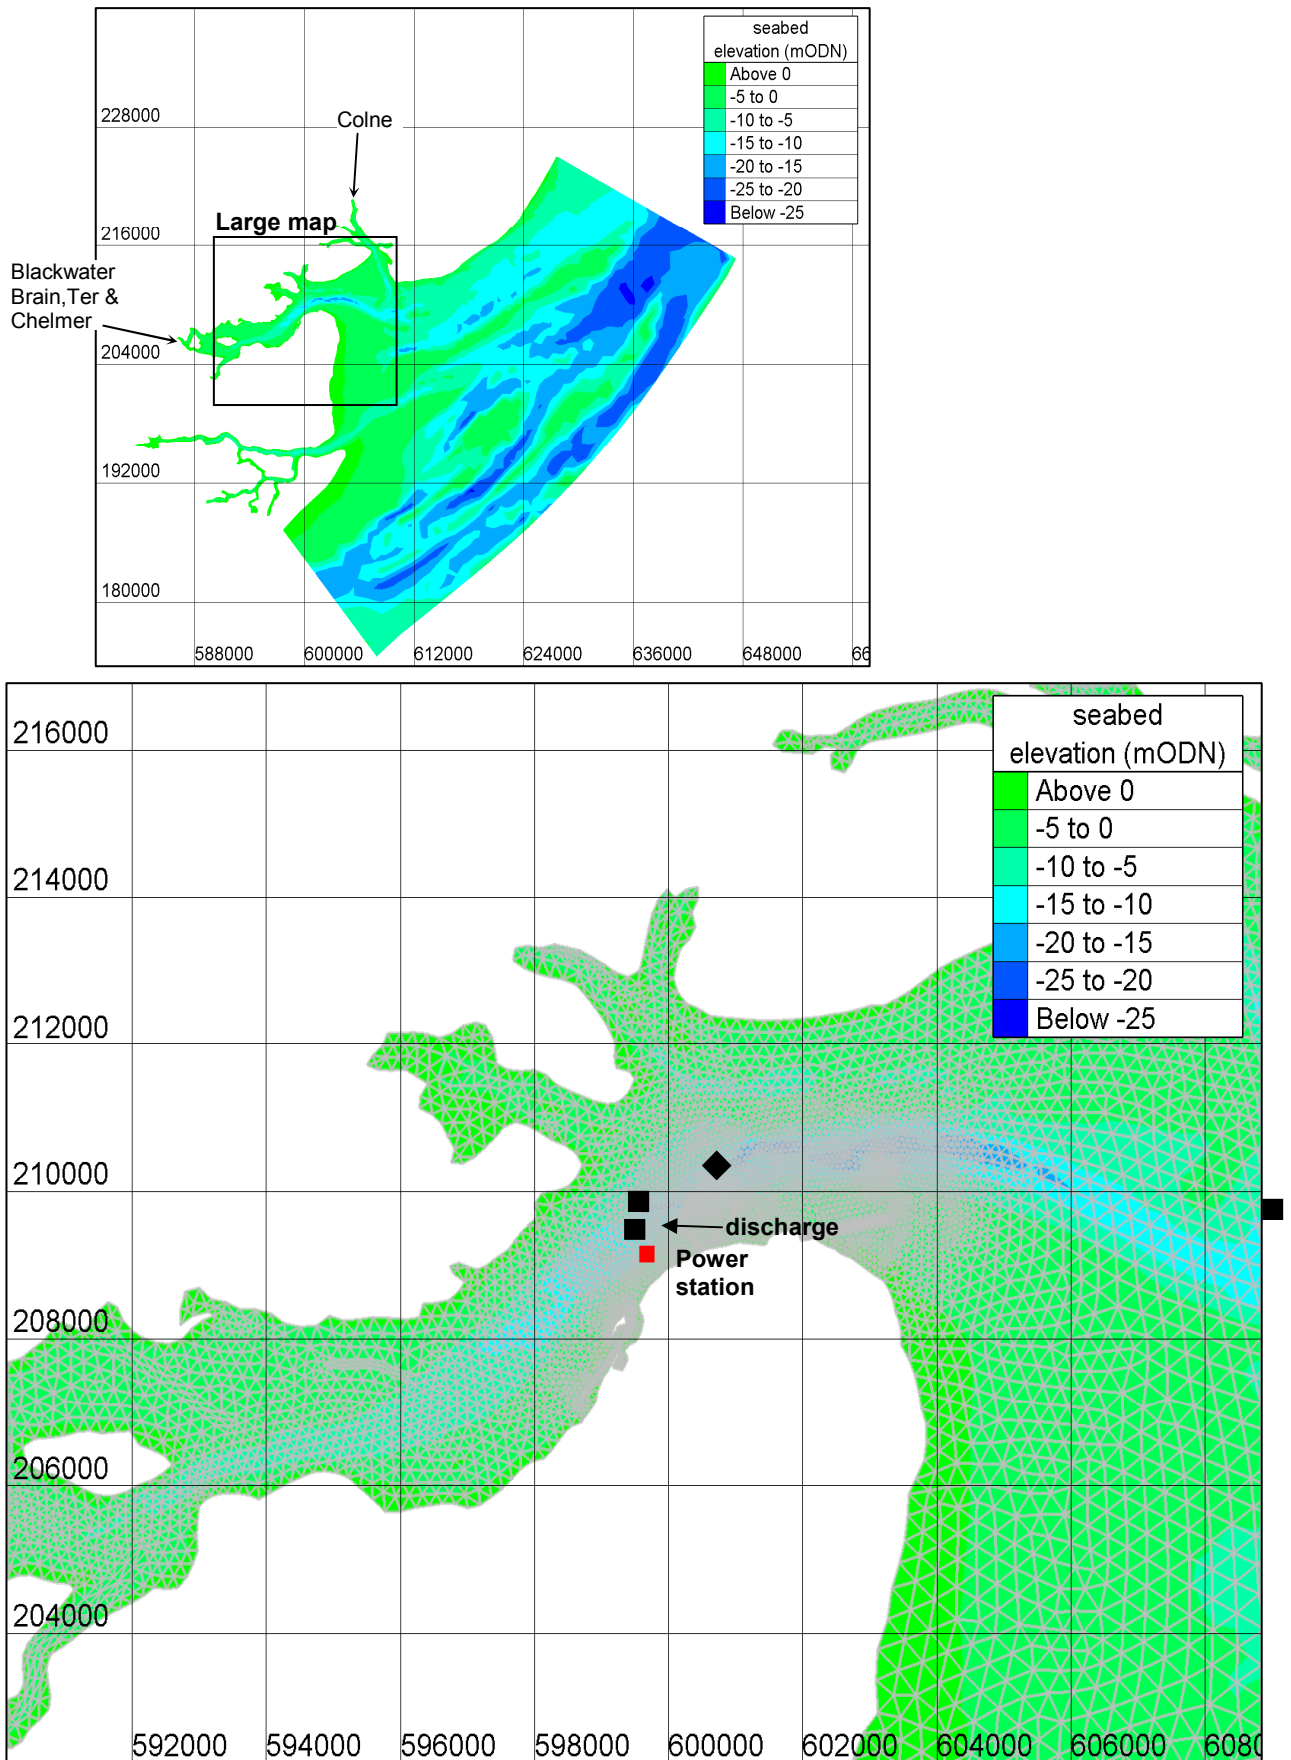 seabed
elevation (mODN)
Above 0
-5 to 0
-10 to -5
-15 to -10
-20 to -15
-25 to -20
Below -25
228000
Colne
Large map
216000
Blackwater
Brain,Ter &
Chelmer
204000
192000
180000
588000 600000 612000 624000 636000 648000 66
seabed
elevation (mODN)
Above 0
-5 to 0
-10 to -5
-15 to -10
-20 to -15
-25 to -20
Below -25
216000
214000
212000
210000
discharge
Power
station
208000
206000
204000
592000 594000 596000 598000 600000 602000 604000 606000 6080